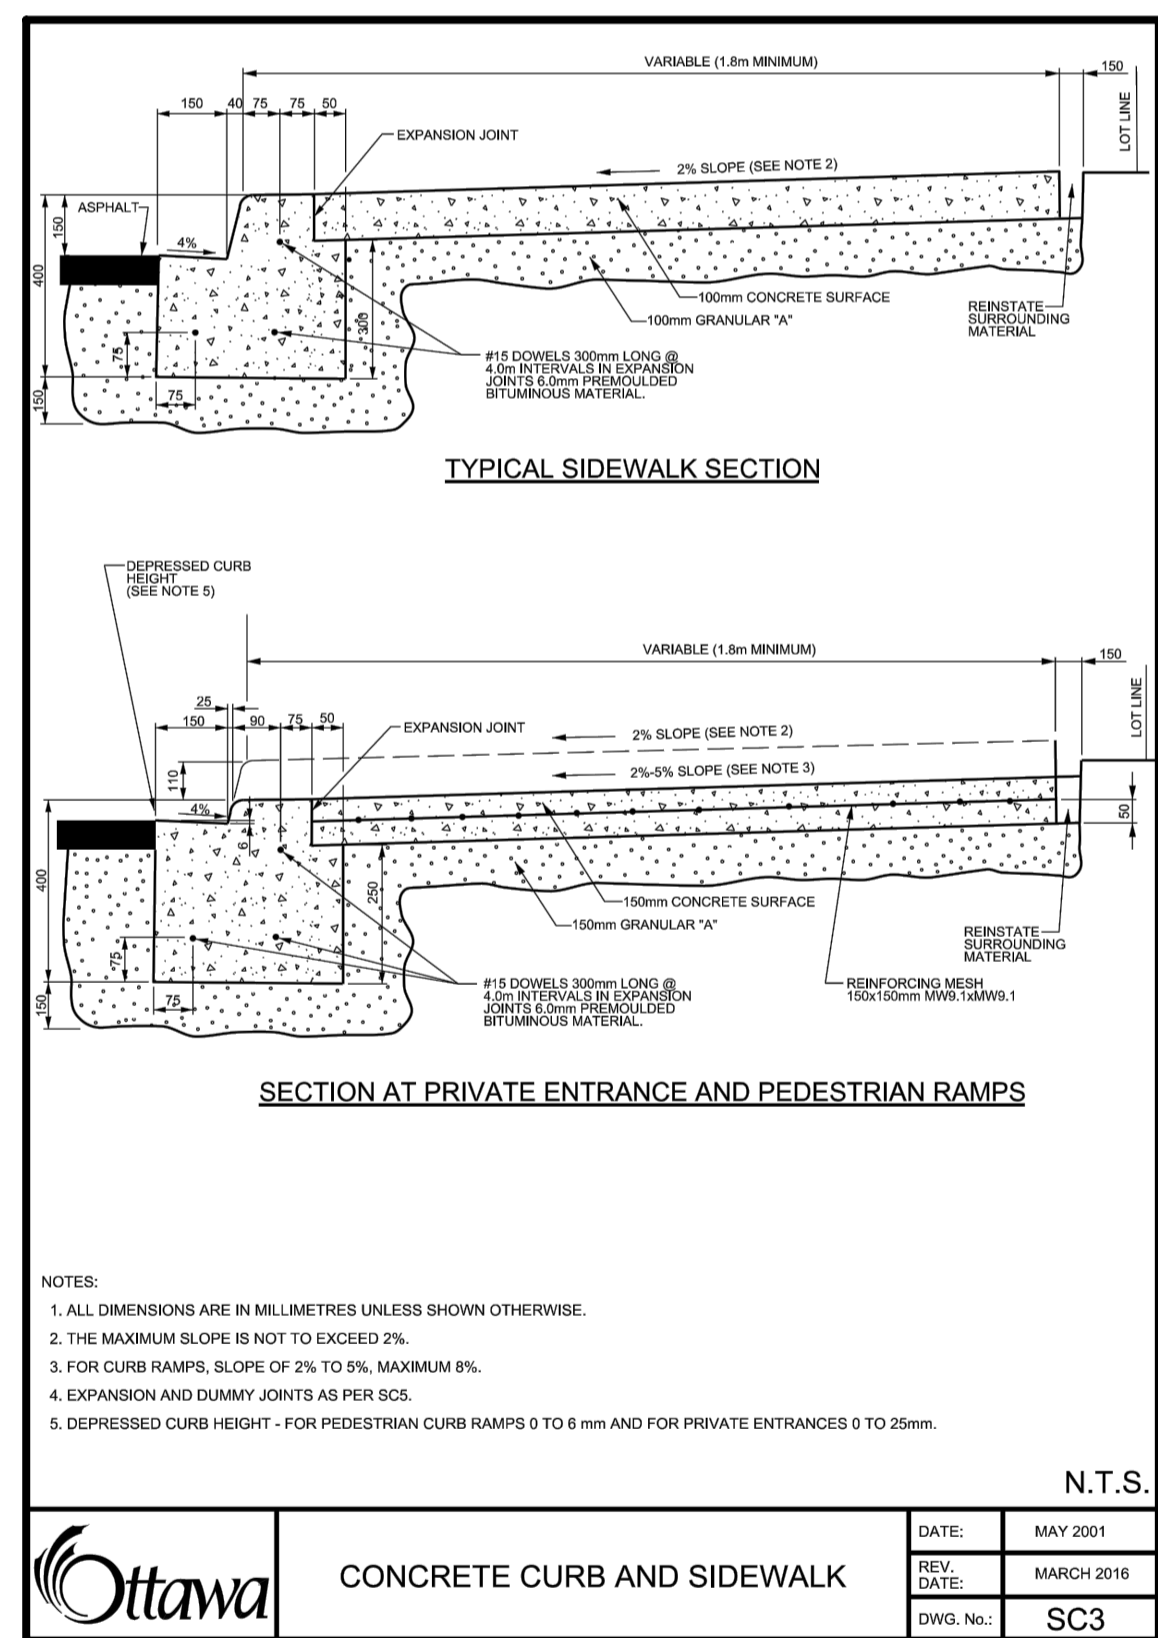 VARIABLE (1.8m MINIMUM)
150
LOT LINE
150 40 75 75 50
EXPANSION JOINT
2% SLOPE (SEE NOTE 2)
ASPHALT
150
4%
400
100mm CONCRETE SURFACE
100mm GRANULAR "A"
300
REINSTATE
SURROUNDING
MATERIAL
75
#15 DOWELS 300mm LONG @
4.0m INTERVALS IN EXPANSION
JOINTS 6.0mm PREMOULDED
BITUMINOUS MATERIAL.
75
150
TYPICAL SIDEWALK SECTION
DEPRESSED CURB
HEIGHT
(SEE NOTE 5)
VARIABLE (1.8m MINIMUM)
150
LOT LINE
25
150 90 75 50
EXPANSION JOINT
2% SLOPE (SEE NOTE 2)
110
2%-5% SLOPE (SEE NOTE 3)
4%
50
6
400
250
150mm CONCRETE SURFACE
150mm GRANULAR "A"
REINSTATE
SURROUNDING
MATERIAL
75
#15 DOWELS 300mm LONG @
4.0m INTERVALS IN EXPANSION
JOINTS 6.0mm PREMOULDED
BITUMINOUS MATERIAL.
REINFORCING MESH
150x150mm MW9.1xMW9.1
75
150
SECTION AT PRIVATE ENTRANCE AND PEDESTRIAN RAMPS
NOTES:
1. ALL DIMENSIONS ARE IN MILLIMETRES UNLESS SHOWN OTHERWISE.
2. THE MAXIMUM SLOPE IS NOT TO EXCEED 2%.
3. FOR CURB RAMPS, SLOPE OF 2% TO 5%, MAXIMUM 8%.
4. EXPANSION AND DUMMY JOINTS AS PER SC5.
5. DEPRESSED CURB HEIGHT - FOR PEDESTRIAN CURB RAMPS 0 TO 6 mm AND FOR PRIVATE ENTRANCES 0 TO 25mm.
N.T.S.
Ottawa
CONCRETE CURB AND SIDEWALK
DATE: MAY 2001
REV.
DATE: MARCH 2016
DWG. No.: SC3